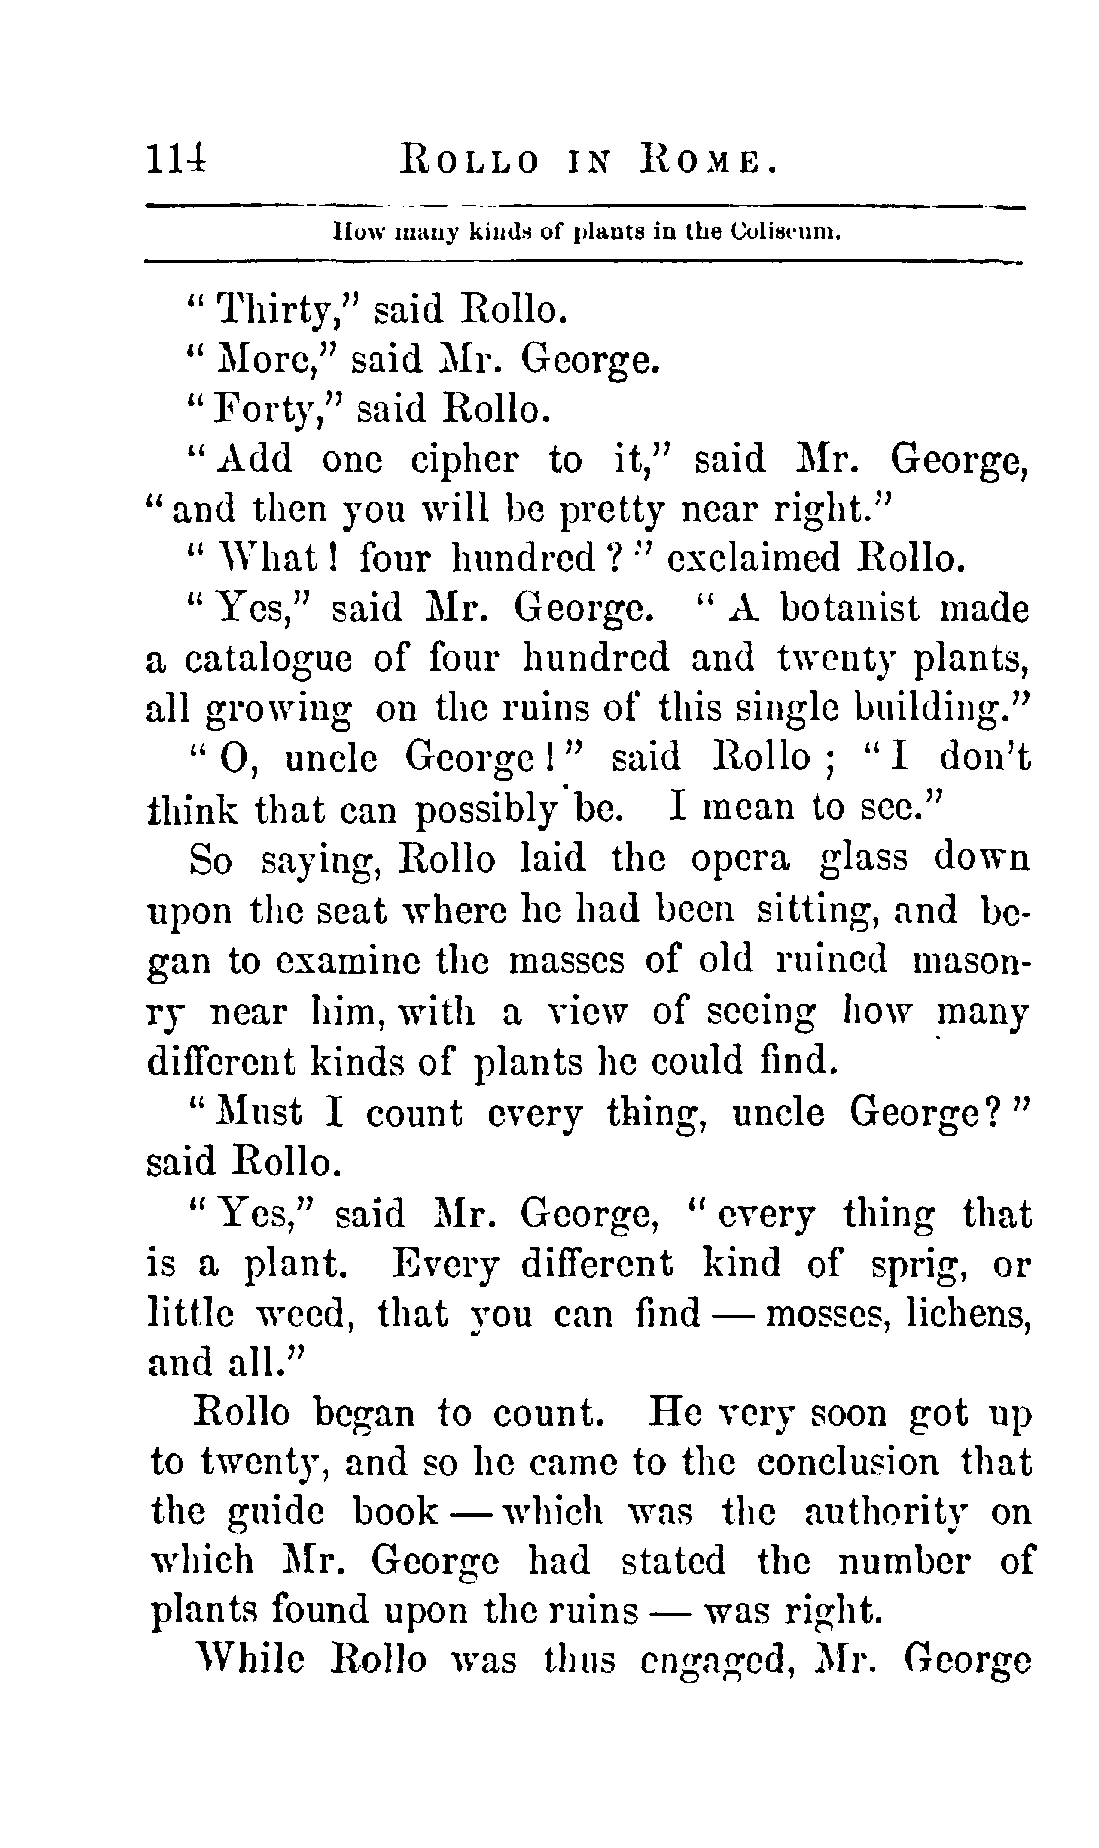 114 ROLLO IN ROME.
How many kinds of plants in the Coliseum.
" Thirty," said Rollo.
" More," said Mr. George.
" Forty," said Rollo.
" Add one cipher to it," said Mr. George,
" and then you will be pretty near right."
" What ! four hundred ? " exclaimed Rollo.
" Yes," said Mr. George. " A botanist made
a catalogue of four hundred and twenty plants,
all growing on the ruins of this single building."
" O, uncle George ! " said Rollo ; " I don't
think that can possibly be. I mean to see."
So saying, Rollo laid the opera glass down
upon the seat where he had been sitting, and be-
gan to examine the masses of old ruined mason-
ry near him, with a view of seeing how many
different kinds of plants he could find.
" Must I count every thing, uncle George ? "
said Rollo.
" Yes," said Mr. George, " every thing that
is a plant. Every different kind of sprig, or
little weed, that you can find — mosses, lichens,
and all."
Rollo began to count. He very soon got up
to twenty, and so he came to the conclusion that
the guide book — which was the authority on
which Mr. George had stated the number of
plants found upon the ruins — was right.
While Rollo was thus engaged, Mr. George